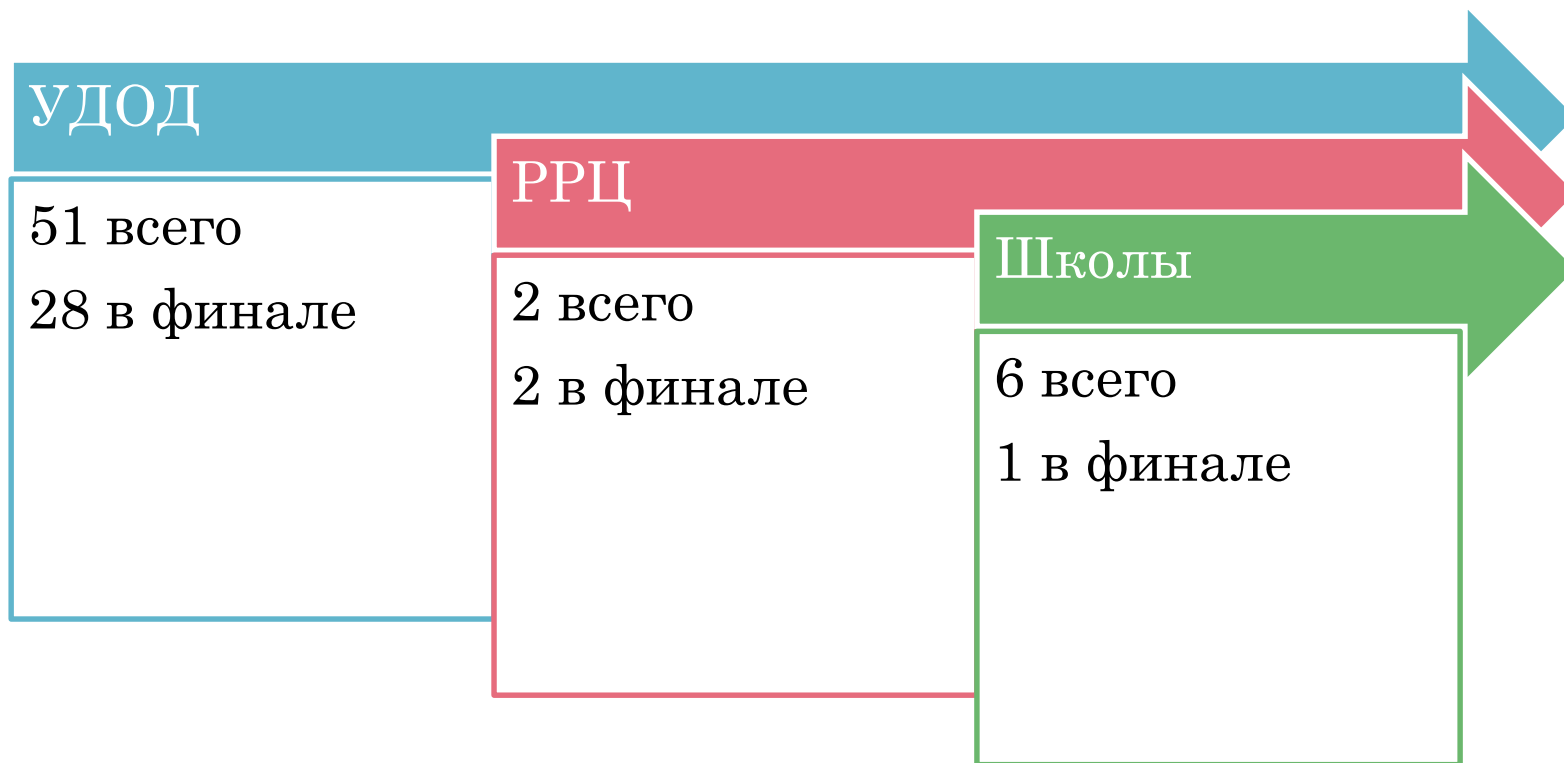 УДОД
51 всего
28 в финале
РРЦ
2 всего
2 в финале
Школы
6 всего
1 в финале